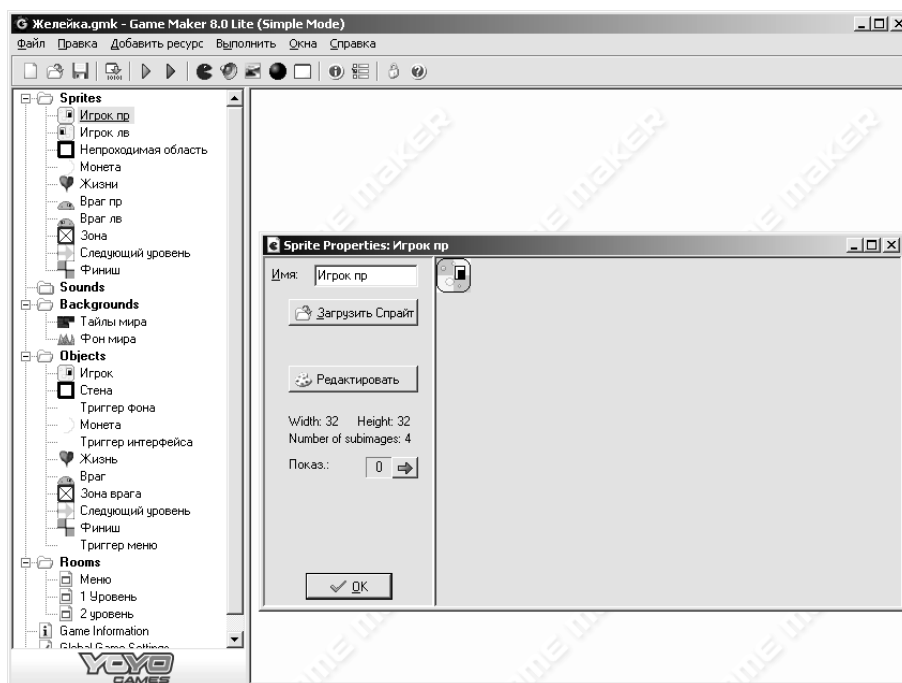 Желейка.gmk - Game Maker 8.0 Lite (Simple Mode)
Файл Правка Добавить ресурс Выполнить Окна Справка
Sprites
Игрок пр
Игрок лв
Непроходимая область
Монета
Жизни
Враг пр
Враг лв
Зона
Следующий уровень
Финиш
Sounds
Backgrounds
Тайлы мира
Фон мира
Objects
Игрок
Стена
Триггер фона
Монета
Триггер интерфейса
Жизнь
Враг
Зона врага
Следующий уровень
Финиш
Триггер меню
Rooms
Меню
1 Уровень
2 уровень
Game Information
Global Game Settings
YOYO
GAMES
Sprite Properties: Игрок пр
Имя: Игрок пр
Загрузить Спрайт
Редактировать
Width: 32 Height: 32
Number of subimages: 4
Показ.: 0
OK